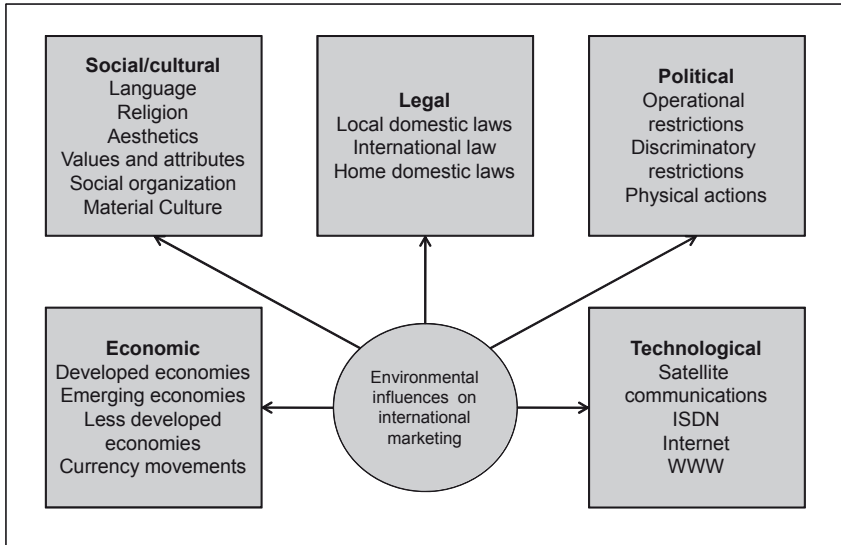 Social/cultural
Language
Religion
Aesthetics
Values and attributes
Social organization
Material Culture
Legal
Local domestic laws
International law
Home domestic laws
Political
Operational
restrictions
Discriminatory
restrictions
Physical actions
Economic
Developed economies
Emerging economies
Less developed
economies
Currency movements
Environmental
influences on
international
marketing
Technological
Satellite
communications
ISDN
Internet
WWW